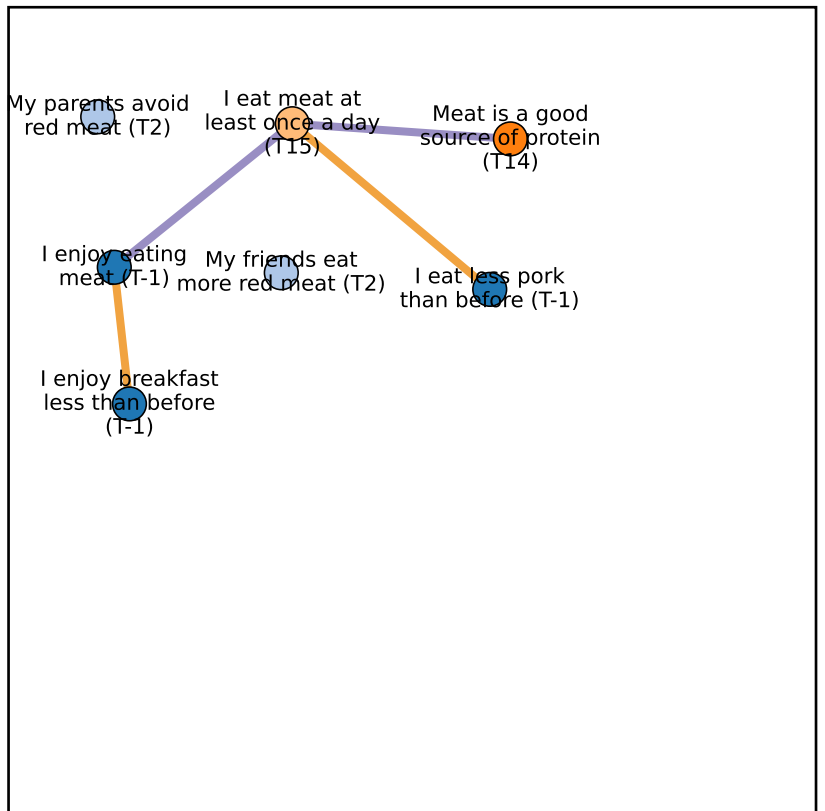 My parents avoid
red meat (T2)
I eat meat at
least once a day
(T15)
Meat is a good
source of protein
(T14)
I enjoy eating
meat (T-1)
My friends eat
more red meat (T2)
I eat less pork
than before (T-1)
I enjoy breakfast
less than before
(T-1)